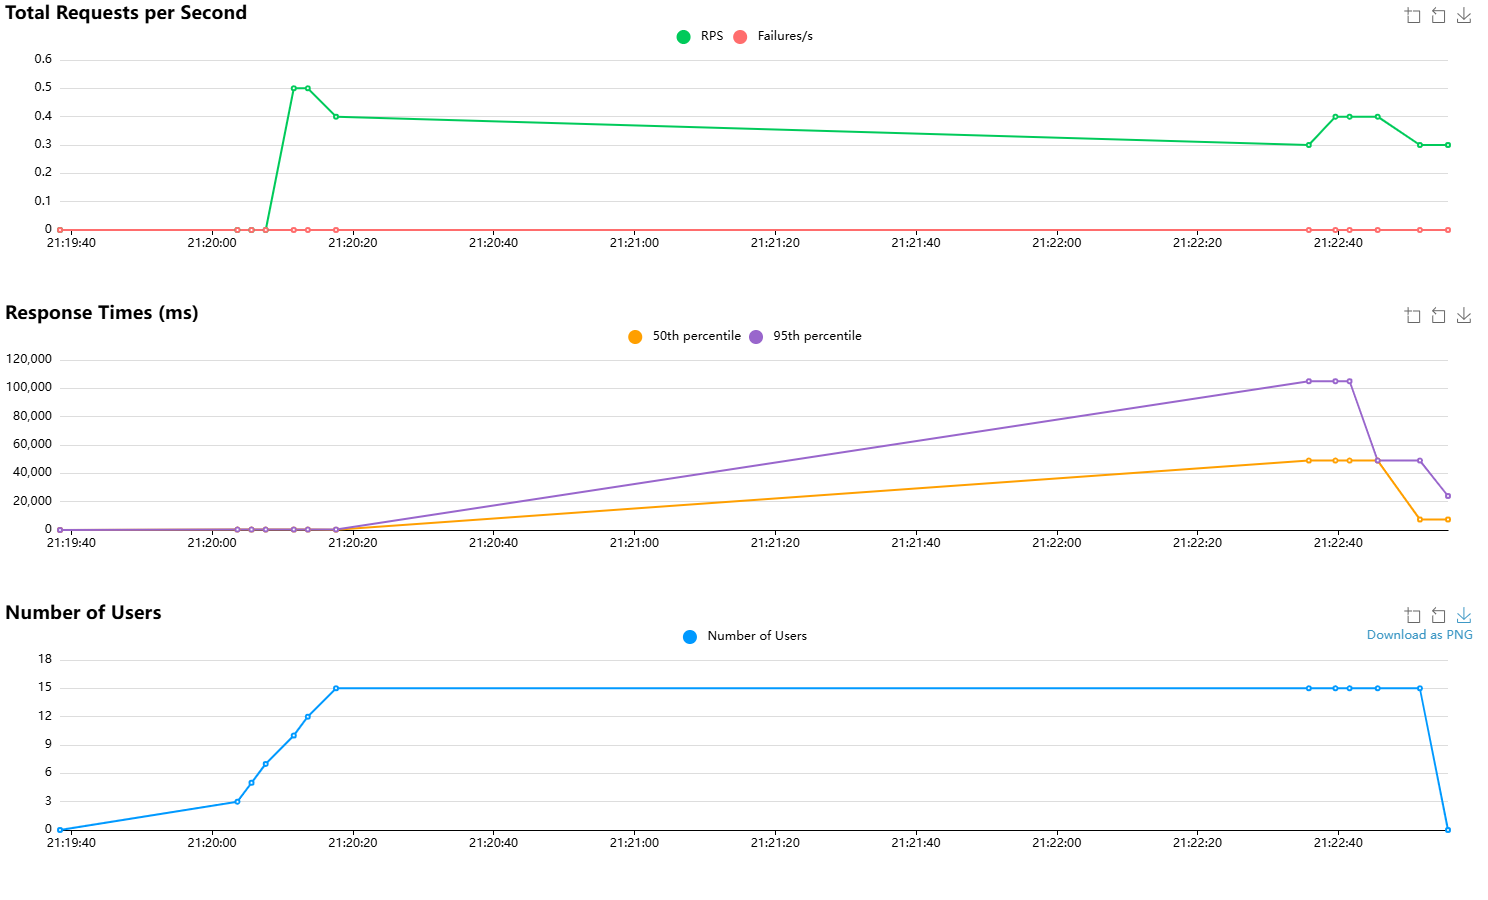 Total Requests per Second
RPS Failures/s
0.6
0.5
0.4
0.3
0.2
0.1
0
21:19:40 21:20:00 21:20:20 21:20:40 21:21:00 21:21:20 21:21:40 21:22:00 21:22:20 21:22:40
Response Times (ms)
50th percentile 95th percentile
120,000
100,000
80,000
60,000
40,000
20,000
0
21:19:40 21:20:00 21:20:20 21:20:40 21:21:00 21:21:20 21:21:40 21:22:00 21:22:20 21:22:40
Number of Users
Number of Users
Download as PNG
18
15
12
9
6
3
0
21:19:40 21:20:00 21:20:20 21:20:40 21:21:00 21:21:20 21:21:40 21:22:00 21:22:20 21:22:40